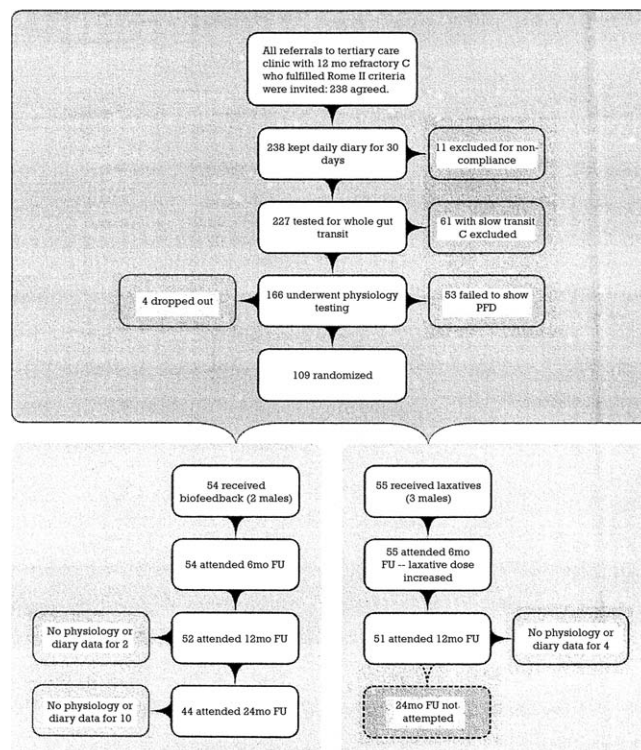 All referrals to tertiary care
clinic with 12 mo refractory C
who fulfilled Rome II criteria
were invited: 238 agreed.
238 kept daily diary for 30
days
11 excluded for non-
compliance
227 tested for whole gut
transit
61 with slow transit
C excluded
4 dropped out
166 underwent physiology
testing
53 failed to show
PFD
109 randomized
54 received
biofeedback (2 males)
54 attended 6mo FU
No physiology or
diary data for 2
52 attended 12mo FU
No physiology or
diary data for 10
44 attended 24mo FU
55 received laxatives
(3 males)
55 attended 6mo
FU -- laxative dose
increased
51 attended 12mo FU
No physiology or
diary data for 4
24mo FU not
attempted